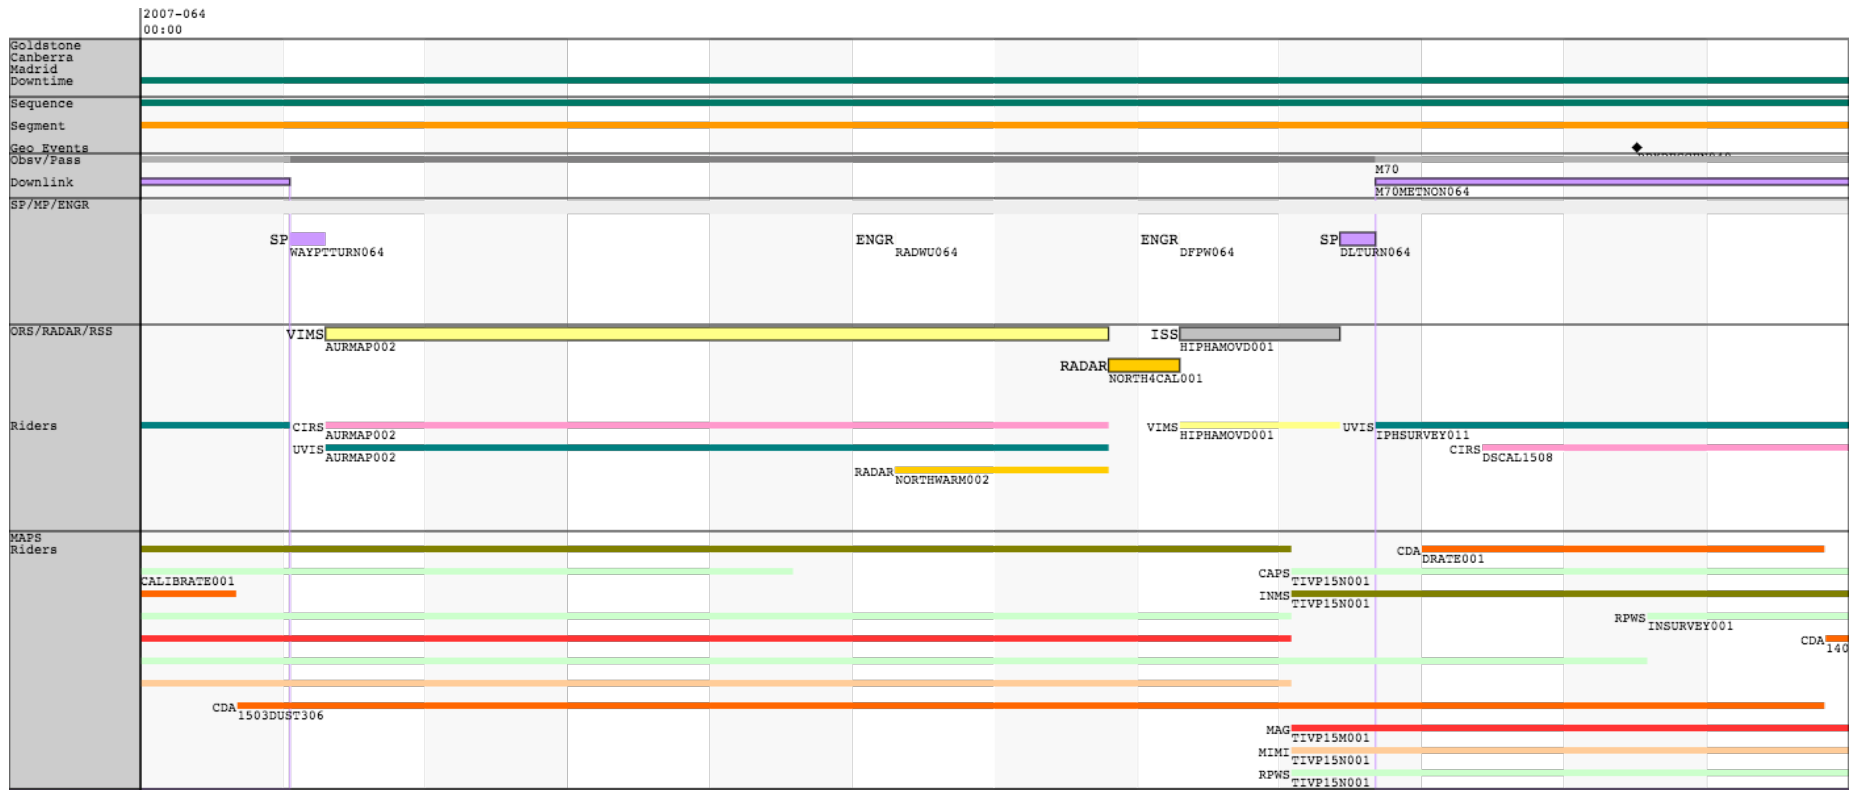 2007-064
00:00
Goldstone
Canberra
Madrid
Downtime
Sequence
Segment
Geo Events
Obsv/Pass
M70
Downlink
M70METNON064
SP/MP/ENGR
SP
WAYPTTURN064
ENGR
RADWU064
ENGR
DFPW064
SP
DLTURN064
ORS/RADAR/RSS
VIMS
AURMAP002
ISS
HIPHAMOVD001
RADAR
NORTH4CAL001
Riders
CIRS
AURMAP002
VIMS
HIPHAMOVD001
UVIS
IPHSURVEY011
UVIS
AURMAP002
CIRS
DSCAL1508
RADAR
NORTHWARM002
MAPS
Riders
CDA
DRATE001
CALIBRATE001
CAPS
TIVP15N001
INMS
TIVP15N001
RPWS
INSURVEY001
CDA
140
CDA
1503DUST306
MAG
TIVP15M001
MIMI
TIVP15N001
RPWS
TIVP15N001